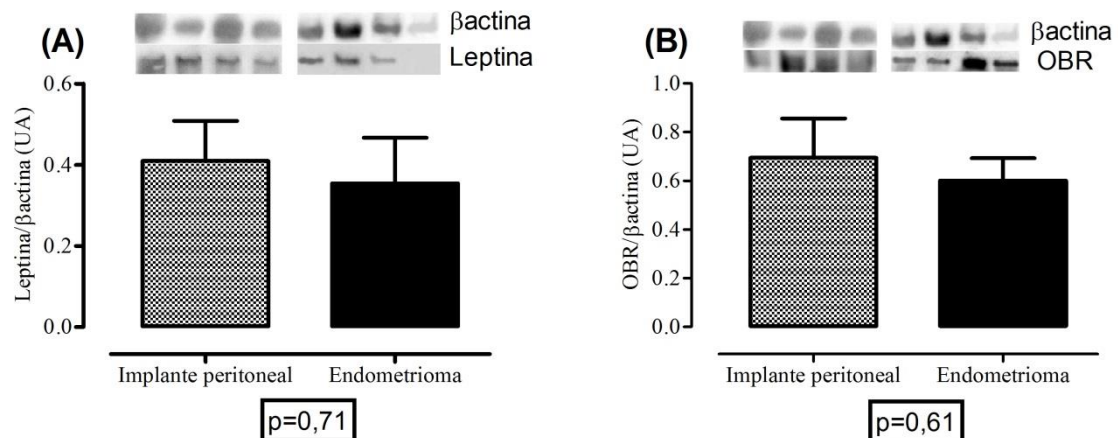 (A)
βactina
Leptina
Leptina/βactina (UA)
0.6
0.4
0.2
0.0
Implante peritoneal
Endometrioma
p=0,71
(B)
βactina
OBR
OBR/βactina (UA)
1.0
0.8
0.6
0.4
0.2
0.0
Implante peritoneal
Endometrioma
p=0,61